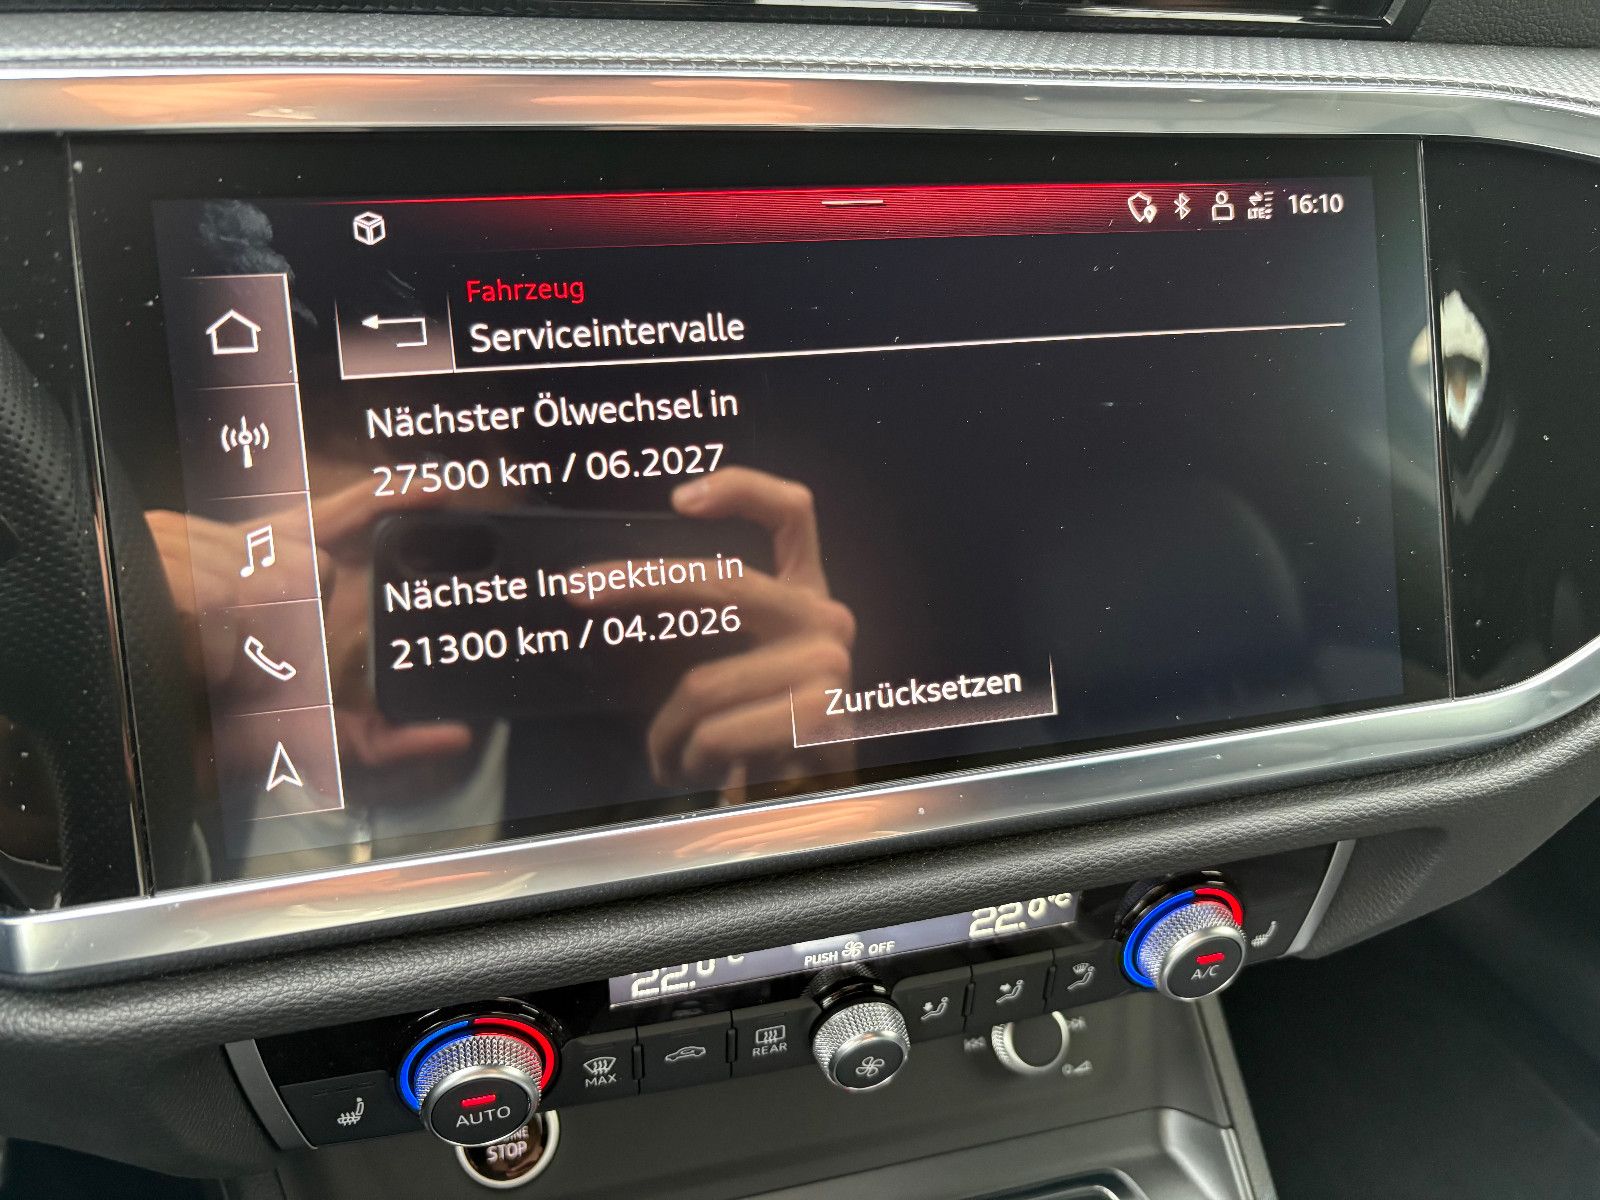 LTE 16:10
Fahrzeug
Serviceintervalle
Nächster Ölwechsel in
27500 km / 06.2027
Nächste Inspektion in
21300 km / 04.2026
Zurücksetzen
22.0°C PUSH OFF 22.0°C
A/C
MAX
REAR
AUTO
STOP